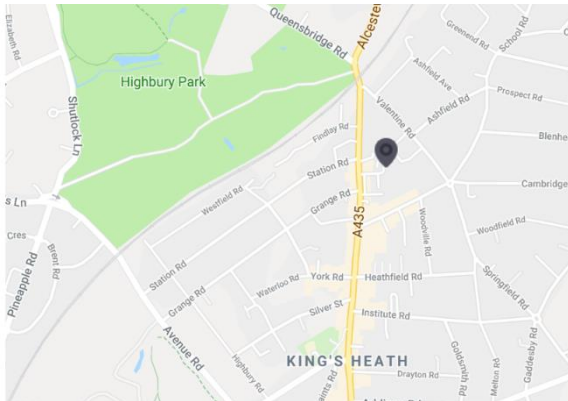 Elizabeth Rd
Queensbridge Rd
Alcester
Greenend Rd
School Rd
Highbury Park
Ashfield Ave
Shutlock Ln
Valentine Rd
Ashfield Rd
Prospect Rd
Findlay Rd
Blenhe
Station Rd
Westfield Rd
Grange Rd
Cambridge
s Ln
A435
Woodville Rd
Woodfield Rd
Cres
Brent Rd
Pineapple Rd
Station Rd
York Rd
Heathfield Rd
Springfield Rd
Waterloo Rd
Grange Rd
Silver St
Institute Rd
Avenue Rd
Highbury Rd
KING'S HEATH
Goldsmith Rd
Melton Rd
Gaddesby Rd
Drayton Rd
aints Rd